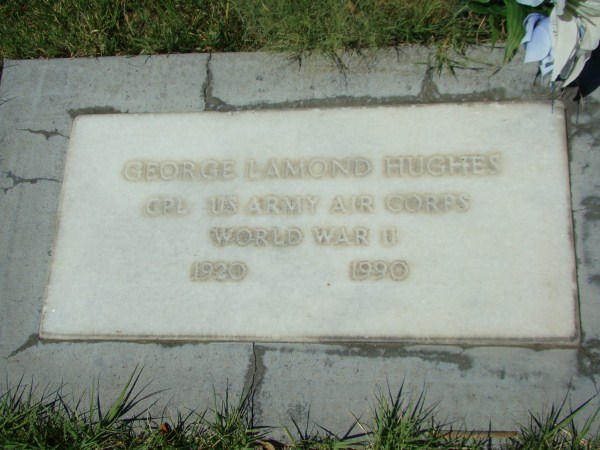 GEORGE LAMOND HUGHES
CPL US ARMY AIR CORPS
WORLD WAR II
1920 1990